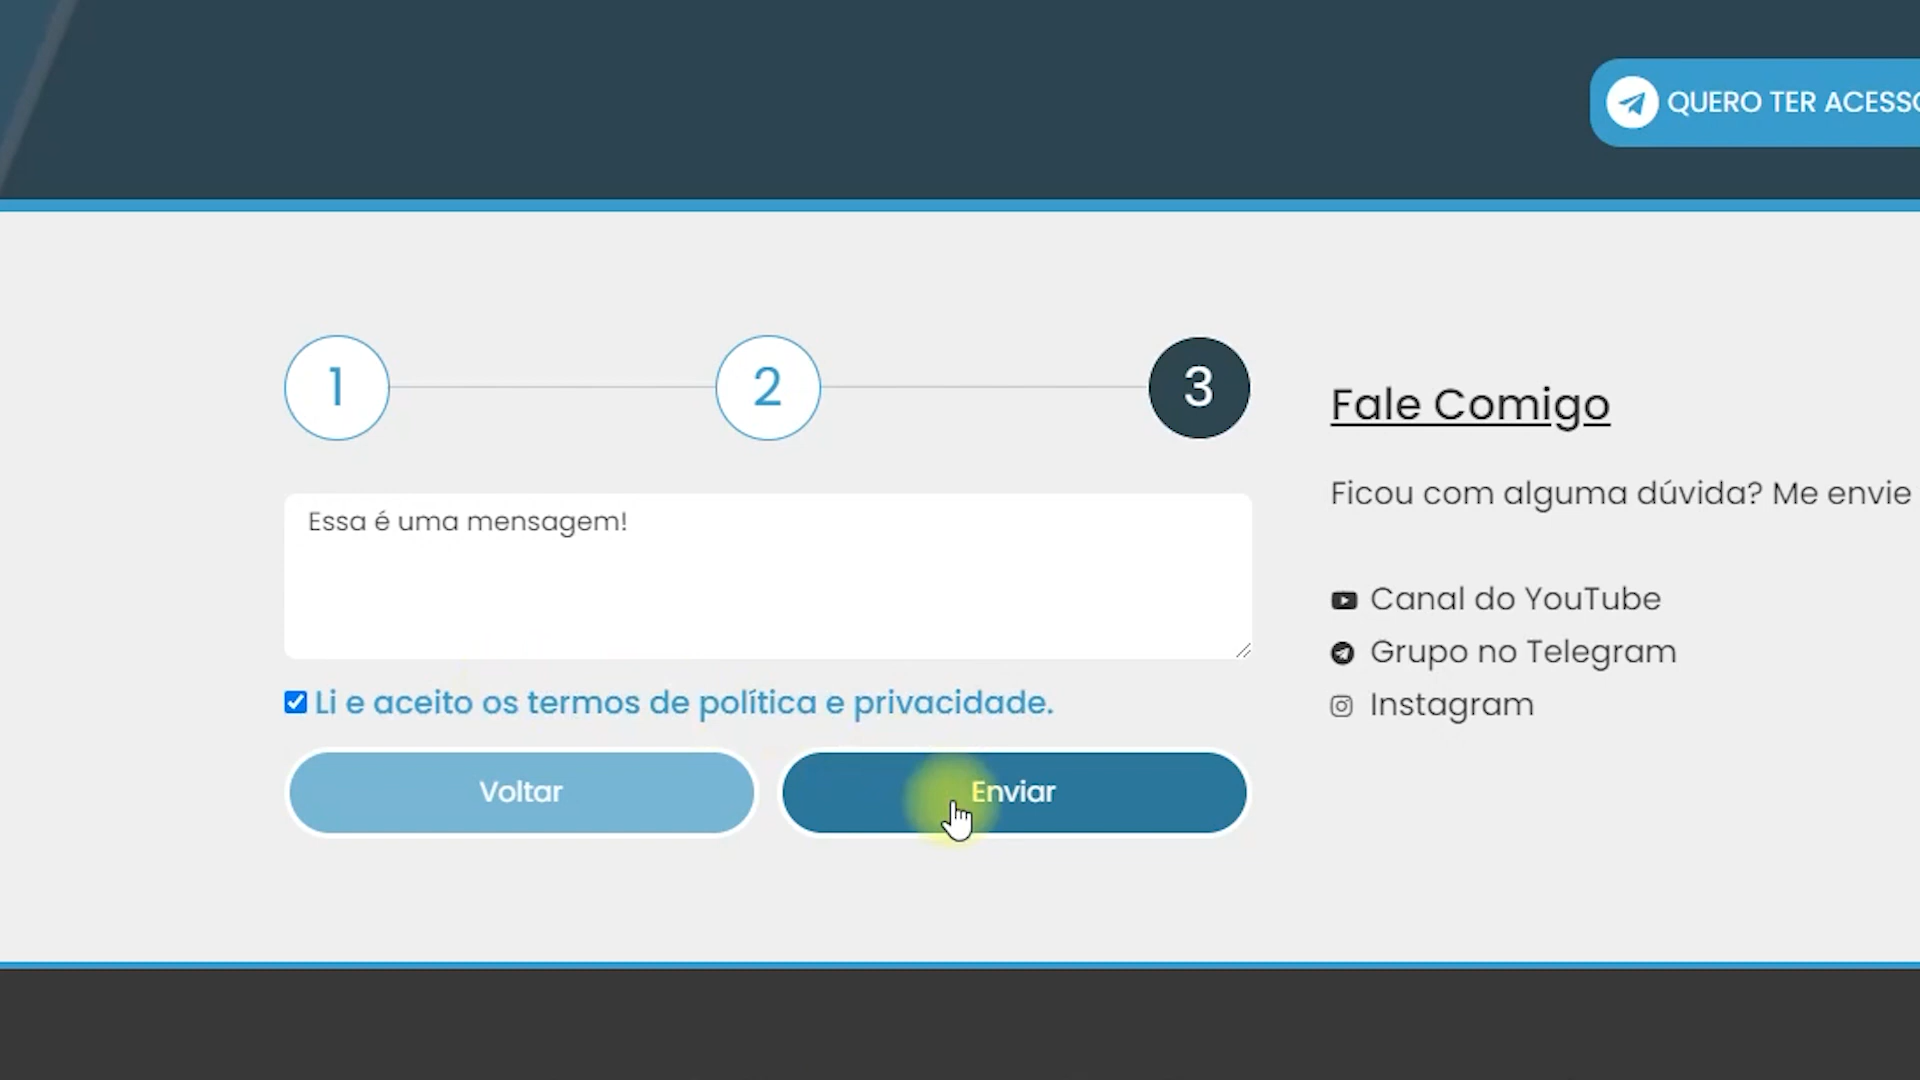 QUERO TER ACESSO
1
2
3
Essa é uma mensagem!
Li e aceito os termos de política e privacidade.
Voltar
Enviar
Fale Comigo
Ficou com alguma dúvida? Me envie
Canal do YouTube
Grupo no Telegram
Instagram